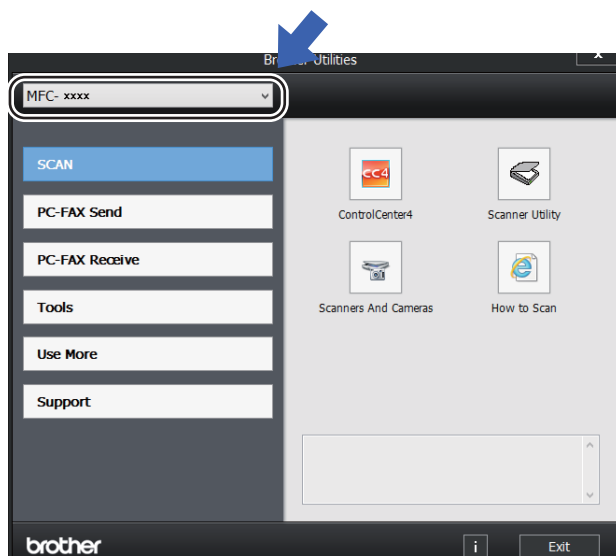 Utilities
MFC- xxxx
SCAN
PC-FAX Send
PC-FAX Receive
Tools
Use More
Support
CC4
ControlCenter4
Scanner Utility
Scanners And Cameras
How to Scan
brother
i
Exit